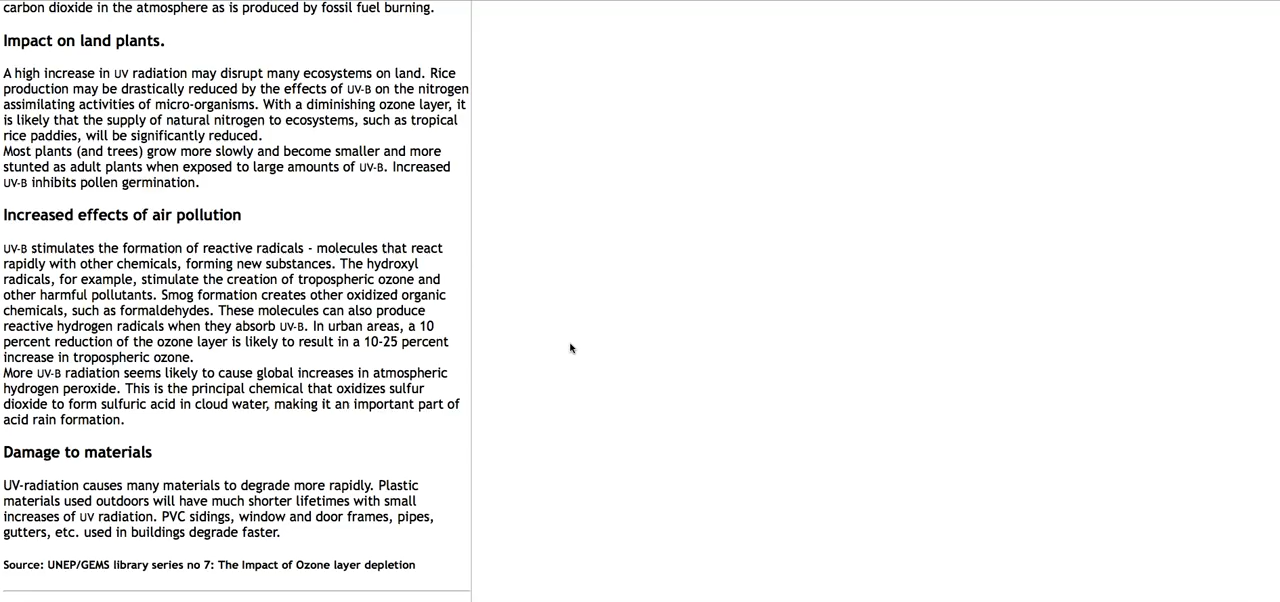 carbon dioxide in the atmosphere as is produced by fossil fuel burning.
Impact on land plants.
A high increase in UV radiation may disrupt many ecosystems on land. Rice
production may be drastically reduced by the effects of UV-B on the nitrogen
assimilating activities of micro-organisms. With a diminishing ozone layer, it
is likely that the supply of natural nitrogen to ecosystems, such as tropical
rice paddies, will be significantly reduced.
Most plants (and trees) grow more slowly and become smaller and more
stunted as adult plants when exposed to large amounts of UV-B. Increased
UV-B inhibits pollen germination.
Increased effects of air pollution
UV-B stimulates the formation of reactive radicals - molecules that react
rapidly with other chemicals, forming new substances. The hydroxyl
radicals, for example, stimulate the creation of tropospheric ozone and
other harmful pollutants. Smog formation creates other oxidized organic
chemicals, such as formaldehydes. These molecules can also produce
reactive hydrogen radicals when they absorb UV-B. In urban areas, a 10
percent reduction of the ozone layer is likely to result in a 10-25 percent
increase in tropospheric ozone.
More UV-B radiation seems likely to cause global increases in atmospheric
hydrogen peroxide. This is the principal chemical that oxidizes sulfur
dioxide to form sulfuric acid in cloud water, making it an important part of
acid rain formation.
Damage to materials
UV-radiation causes many materials to degrade more rapidly. Plastic
materials used outdoors will have much shorter lifetimes with small
increases of UV radiation. PVC sidings, window and door frames, pipes,
gutters, etc. used in buildings degrade faster.
Source: UNEP/GEMS library series no 7: The Impact of Ozone layer depletion